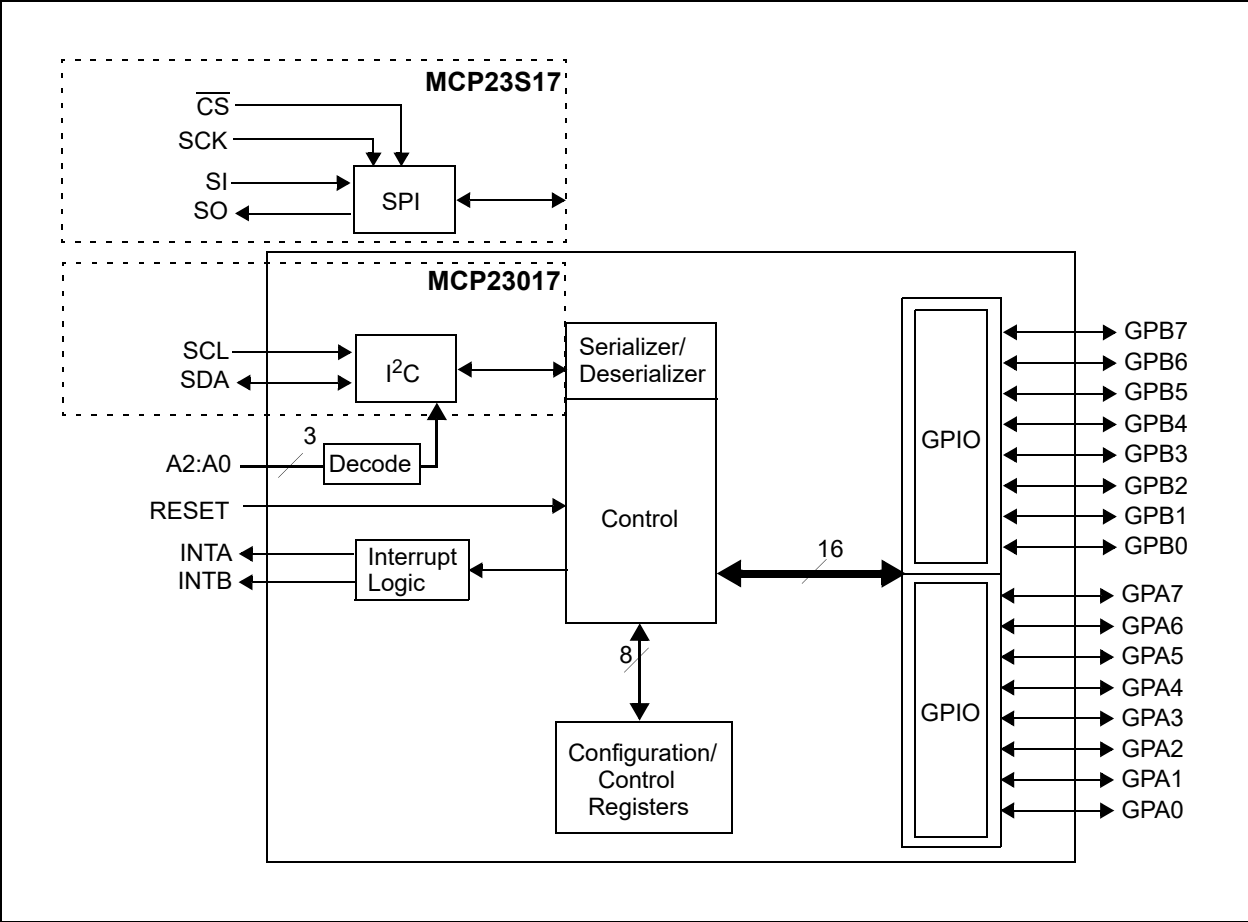 MCP23S17
C̅S̅
SCK
SI
SO
SPI
MCP23017
SCL
SDA
I²C
Serializer/
Deserializer
A2:A0
3
Decode
RESET
Control
INTA
INTB
Interrupt
Logic
16
8
Configuration/
Control
Registers
GPIO
GPB7
GPB6
GPB5
GPB4
GPB3
GPB2
GPB1
GPB0
GPIO
GPA7
GPA6
GPA5
GPA4
GPA3
GPA2
GPA1
GPA0